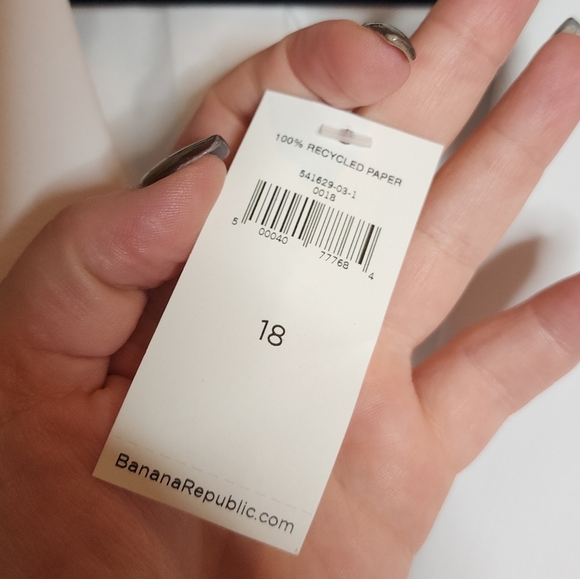 100% RECYCLED PAPER
541629-03-1
0018
5 00040 77768 4
18
BananaRepublic.com